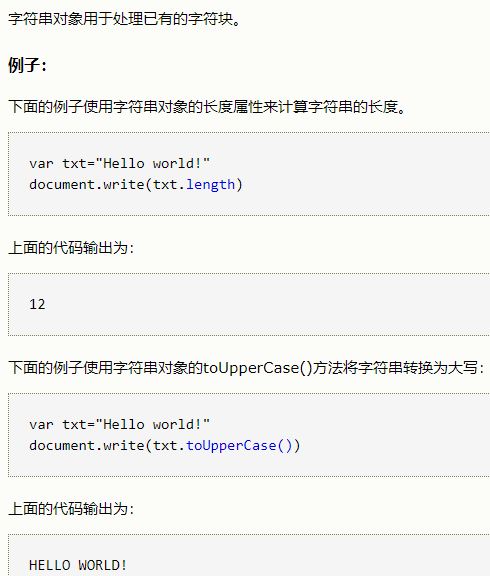 字符串对象用于处理已有的字符块。
例子：
下面的例子使用字符串对象的长度属性来计算字符串的长度。
var txt="Hello world!"
document.write(txt.length)
上面的代码输出为：
12
下面的例子使用字符串对象的toUpperCase()方法将字符串转换为大写：
var txt="Hello world!"
document.write(txt.toUpperCase())
上面的代码输出为：
HELLO WORLD!